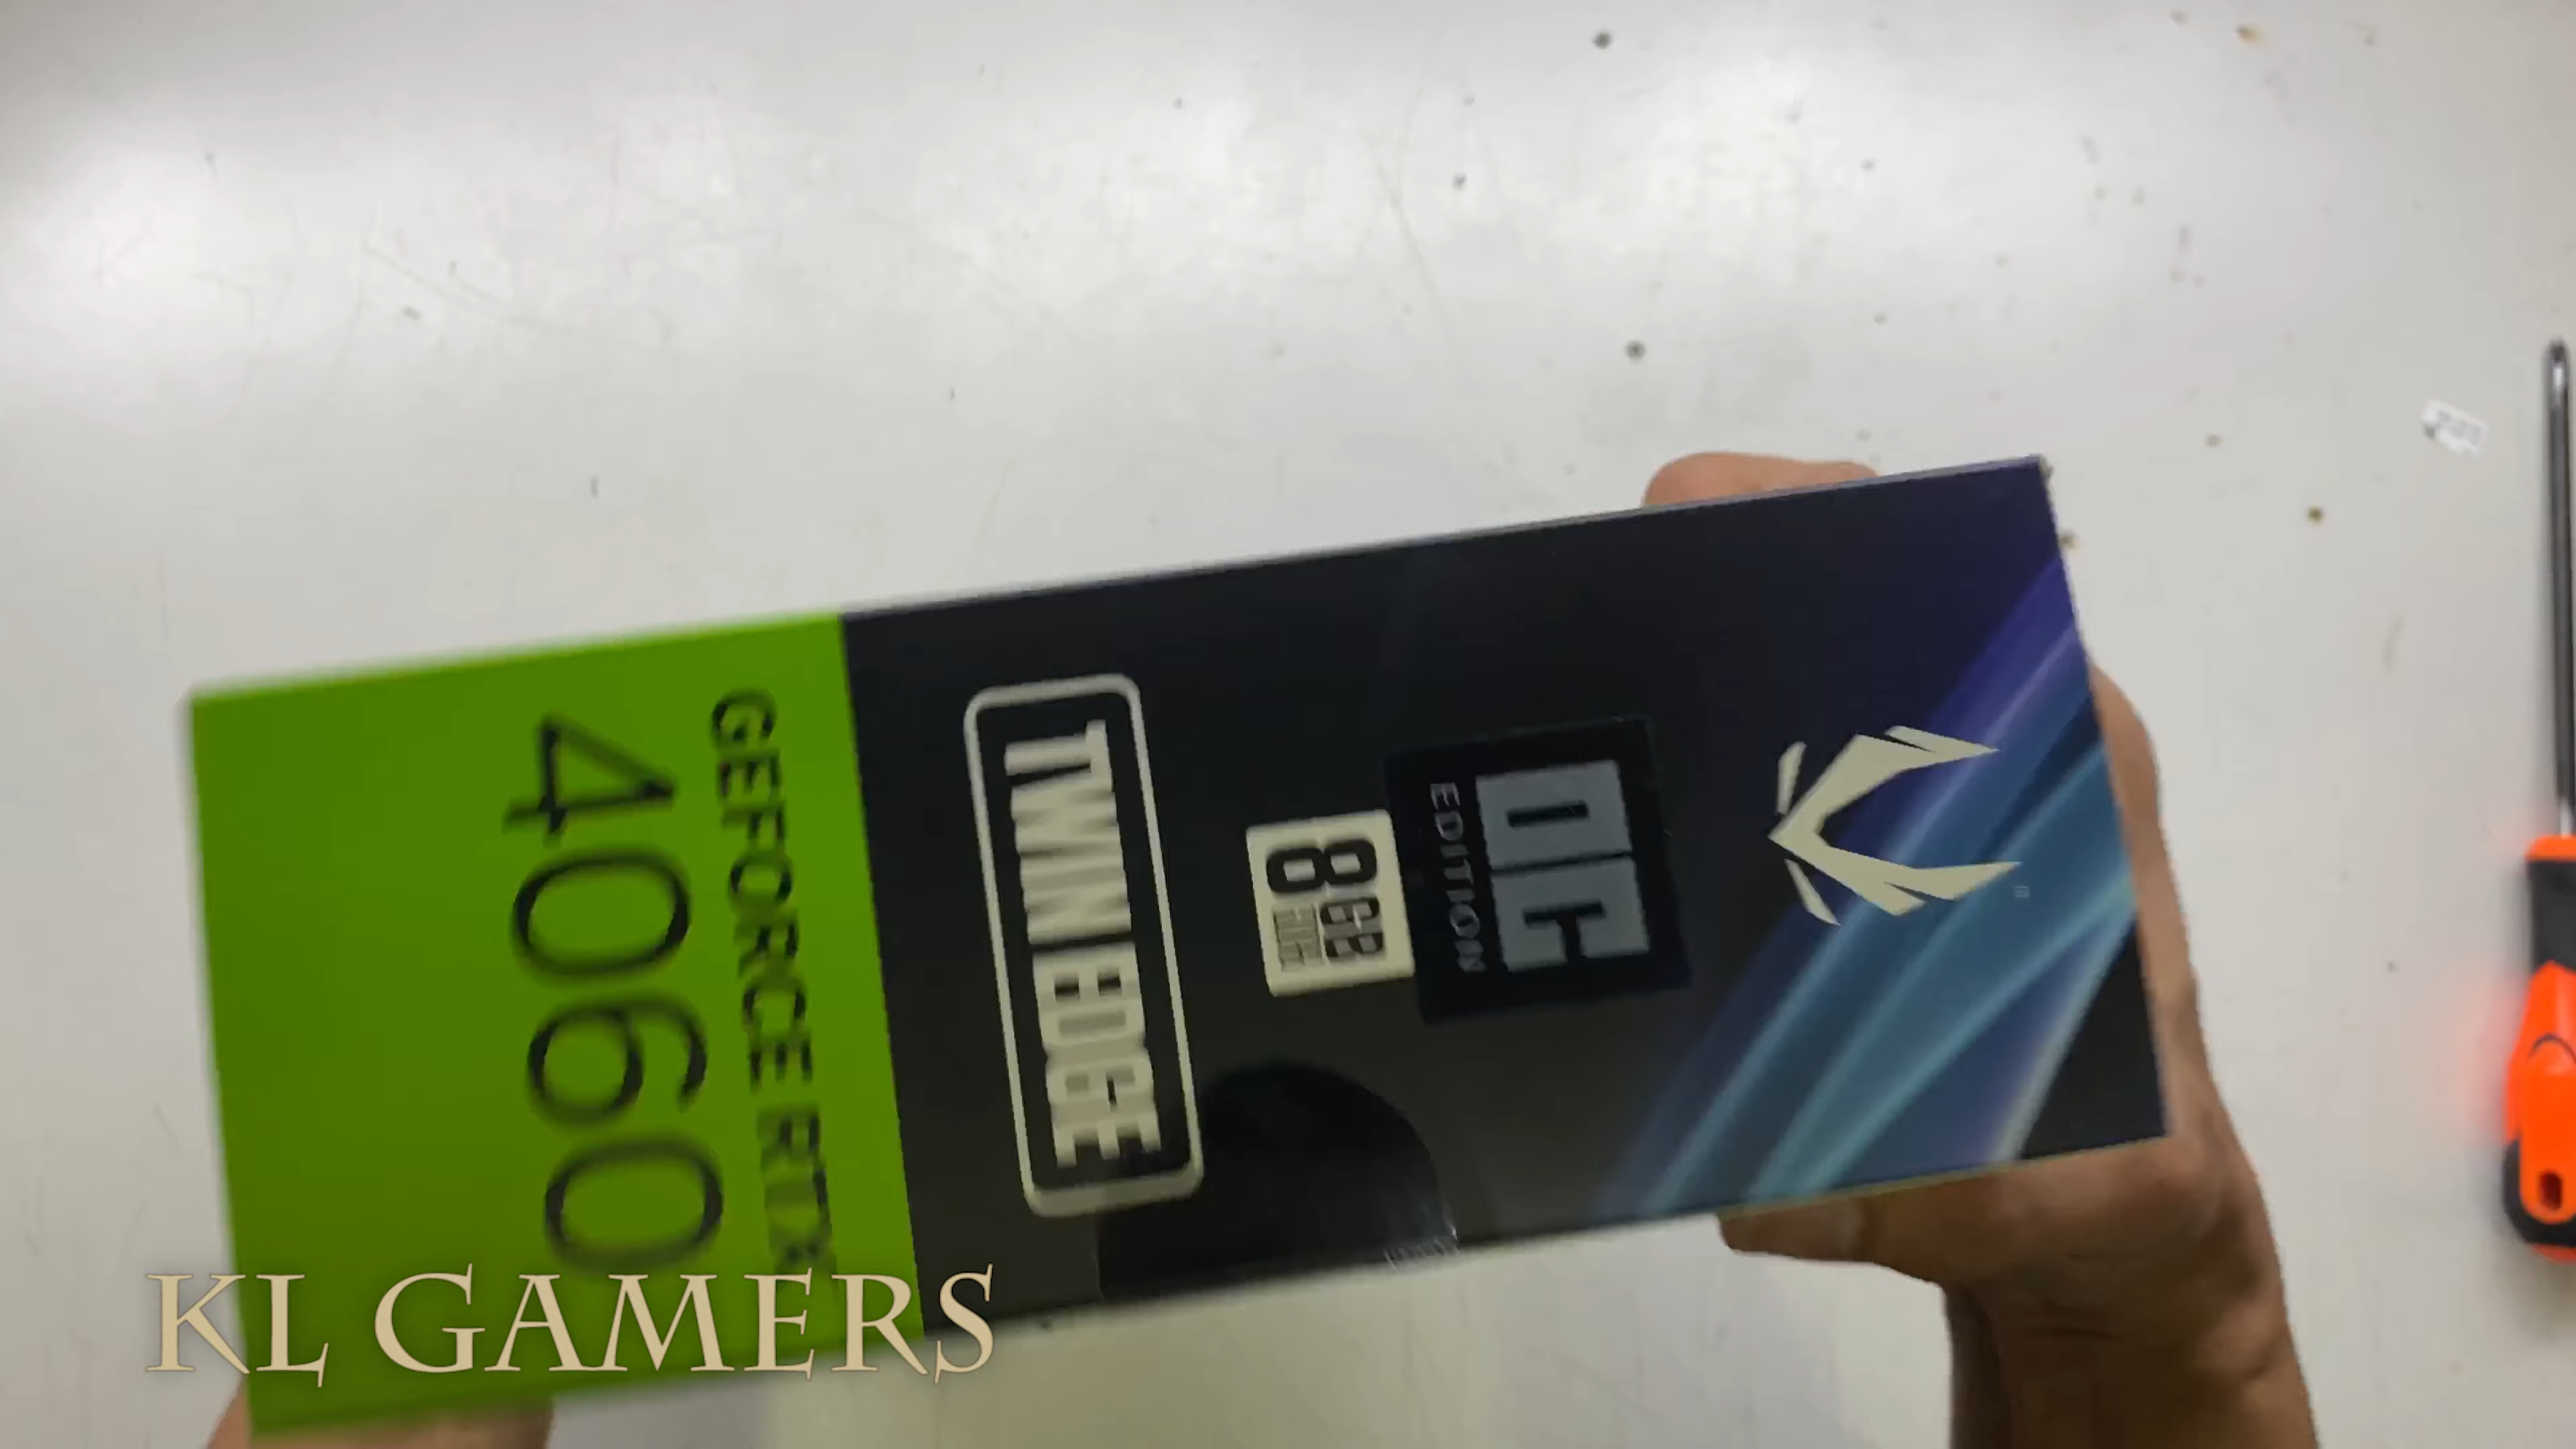 OC
EDITION
8GB
TWIN EDGE
GEFORCE RTX
4060
KL GAMERS